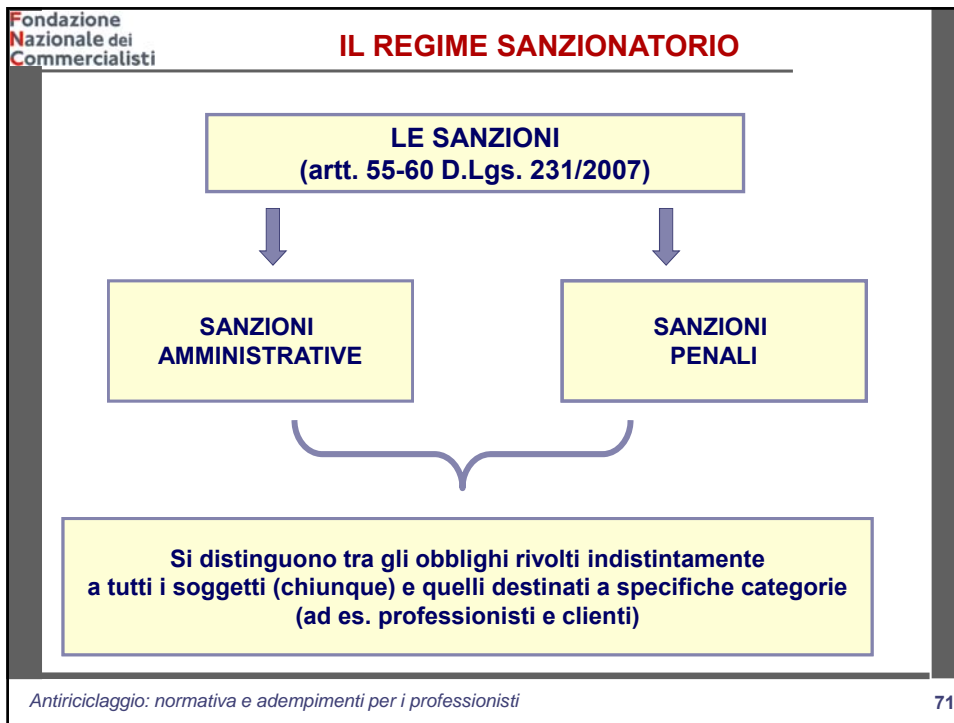 Fondazione
Nazionale dei
Commercialisti
IL REGIME SANZIONATORIO
LE SANZIONI
(artt. 55-60 D.Lgs. 231/2007)
SANZIONI
AMMINISTRATIVE
SANZIONI
PENALI
Si distinguono tra gli obblighi rivolti indistintamente
a tutti i soggetti (chiunque) e quelli destinati a specifiche categorie
(ad es. professionisti e clienti)
Antiriciclaggio: normativa e adempimenti per i professionisti
71